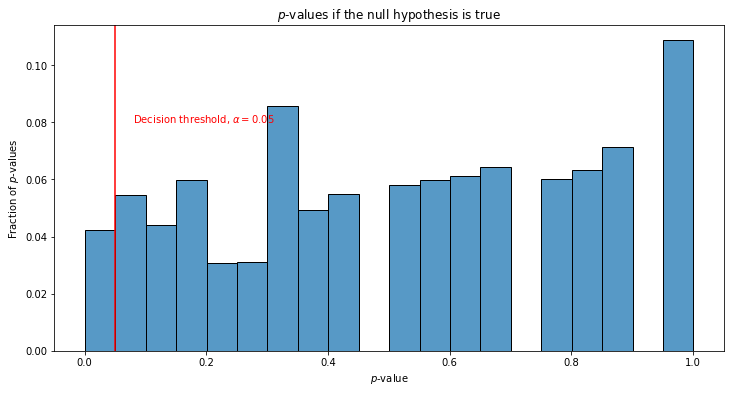 p-values if the null hypothesis is true
Decision threshold, α = 0.05
Fraction of p-values
0.10
0.08
0.06
0.04
0.02
0.00
0.0 0.2 0.4 0.6 0.8 1.0
p-value